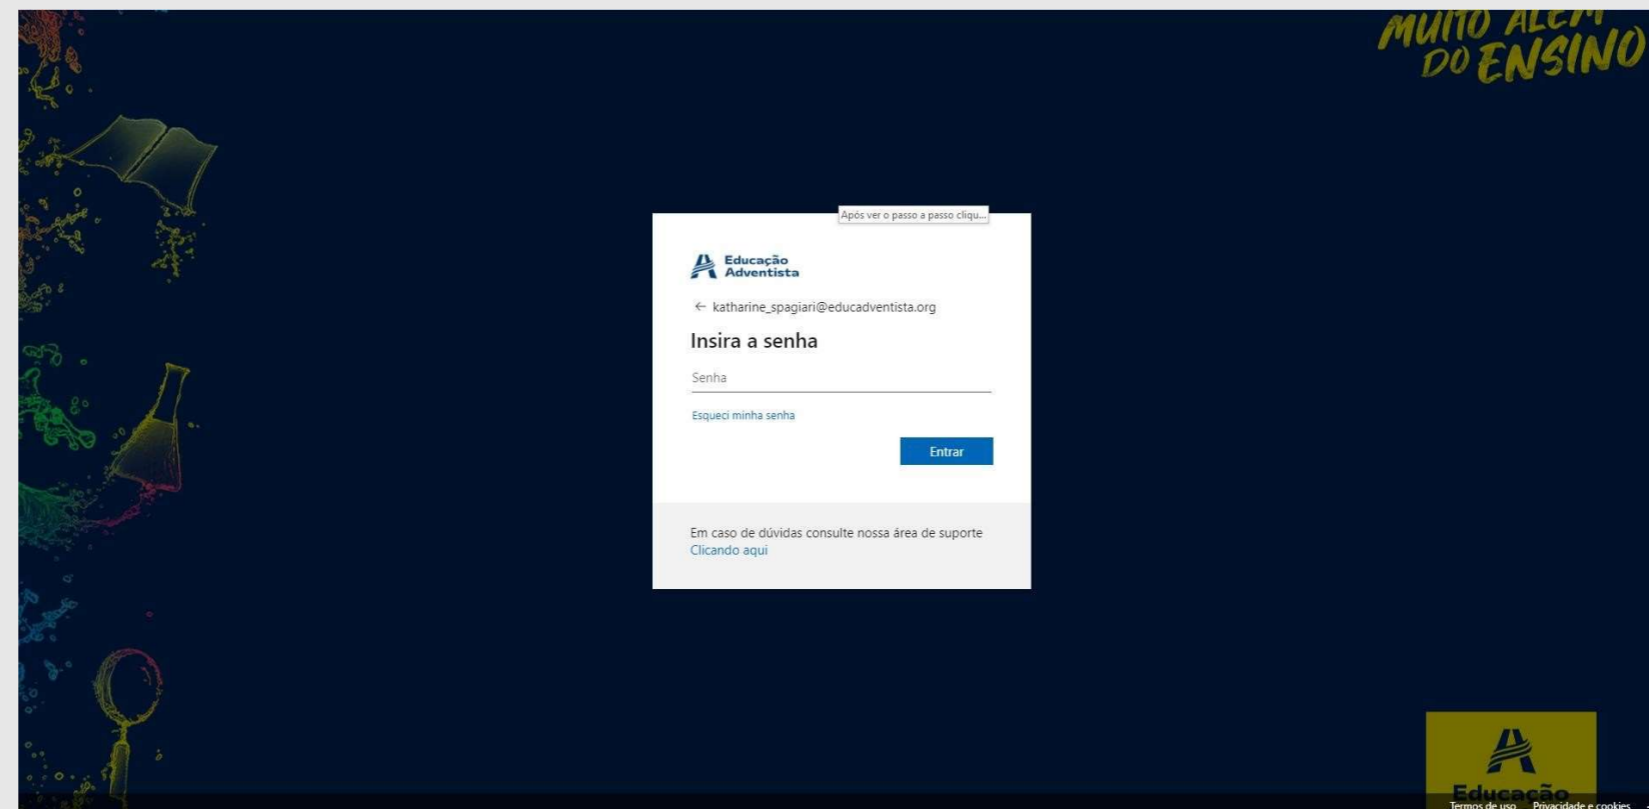 MUITO ALÉM
DO ENSINO
Após ver o passo a passo cliqu...
Educação
Adventista
← katharine_spagiari@educadventista.org
Insira a senha
Senha
Esqueci minha senha
Entrar
Em caso de dúvidas consulte nossa área de suporte
Clicando aqui
Educação
Termos de uso Privacidade e cookies